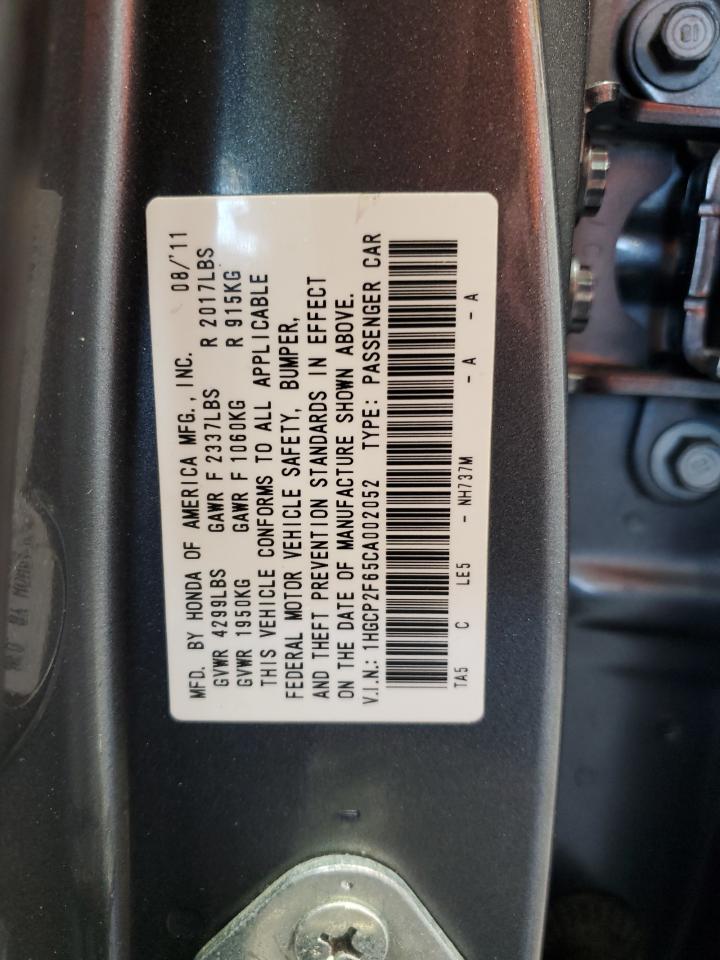 MFD. BY HONDA OF AMERICA MFG., INC. 08/'11
GVWR 4299LBS GAWR F 2337LBS R 2017LBS
GVWR 1950KG GAWR F 1060KG R 915KG
THIS VEHICLE CONFORMS TO ALL APPLICABLE
FEDERAL MOTOR VEHICLE SAFETY, BUMPER,
AND THEFT PREVENTION STANDARDS IN EFFECT
ON THE DATE OF MANUFACTURE SHOWN ABOVE.
V.I.N.: 1HGCP2F65CA002052 TYPE: PASSENGER CAR
TA5 C LE5 - NH737M - A - A